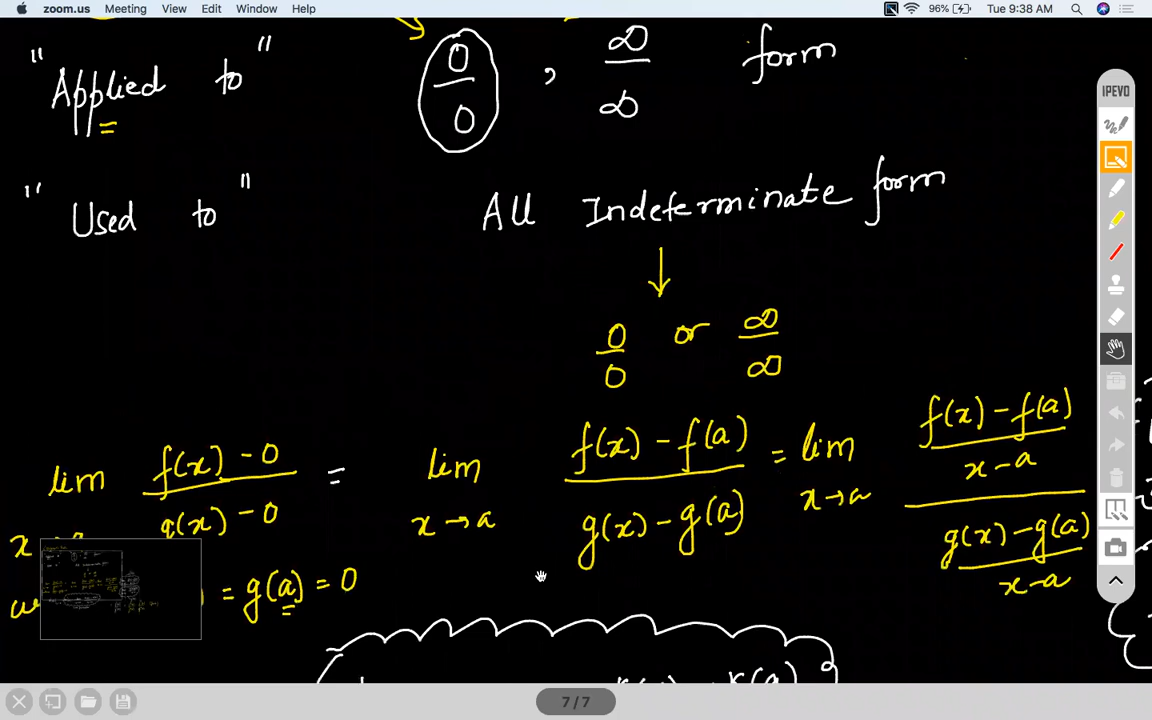 zoom.us Meeting View Edit Window Help 96% Tue 9:38 AM
"Applied to" 0/0 , ∞/∞ form
IPEVO
"Used to" All Indeterminate form
↓
0/0 or ∞/∞
lim f(x) - 0 / g(x) - 0 = lim x→a f(x) - f(a) / g(x) - g(a) = lim x→a (f(x) - f(a) / x-a) / (g(x) - g(a) / x-a)
= g(a) = 0
7 / 7